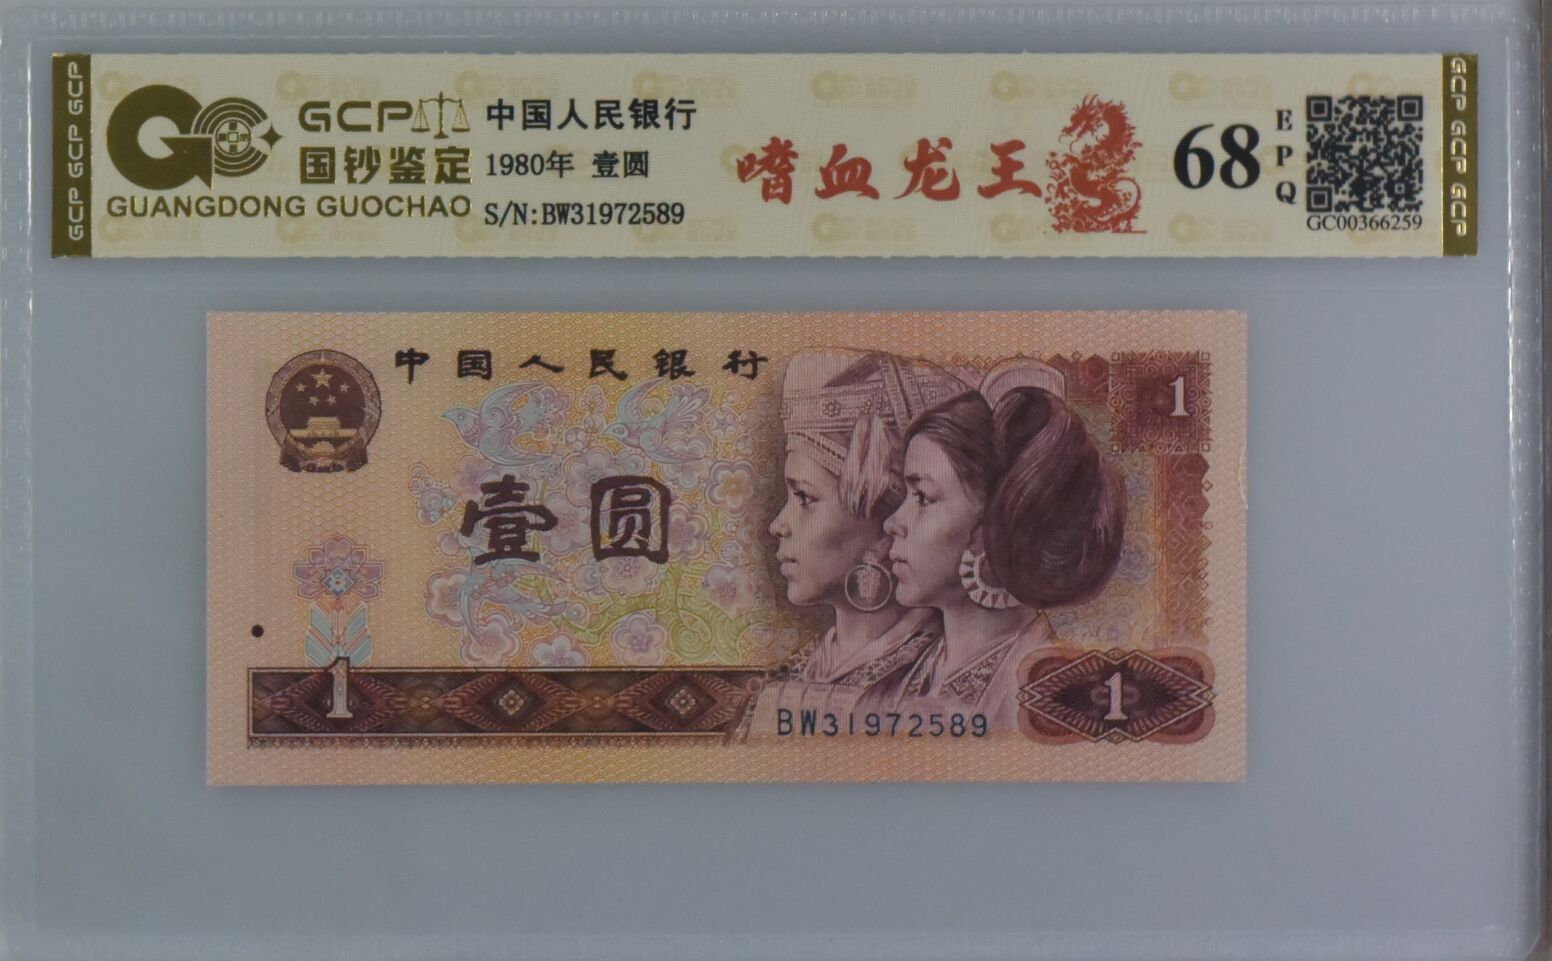 GCP GCP GCP
GCP
国钞鉴定
GUANGDONG GUOCHAO
中国人民银行
1980年 壹圆
S/N:BW31972589
嗜血龙王
68
EPQ
GC00366259
GCP GCP GCP
中国人民银行
1
壹圆
1
BW31972589
1